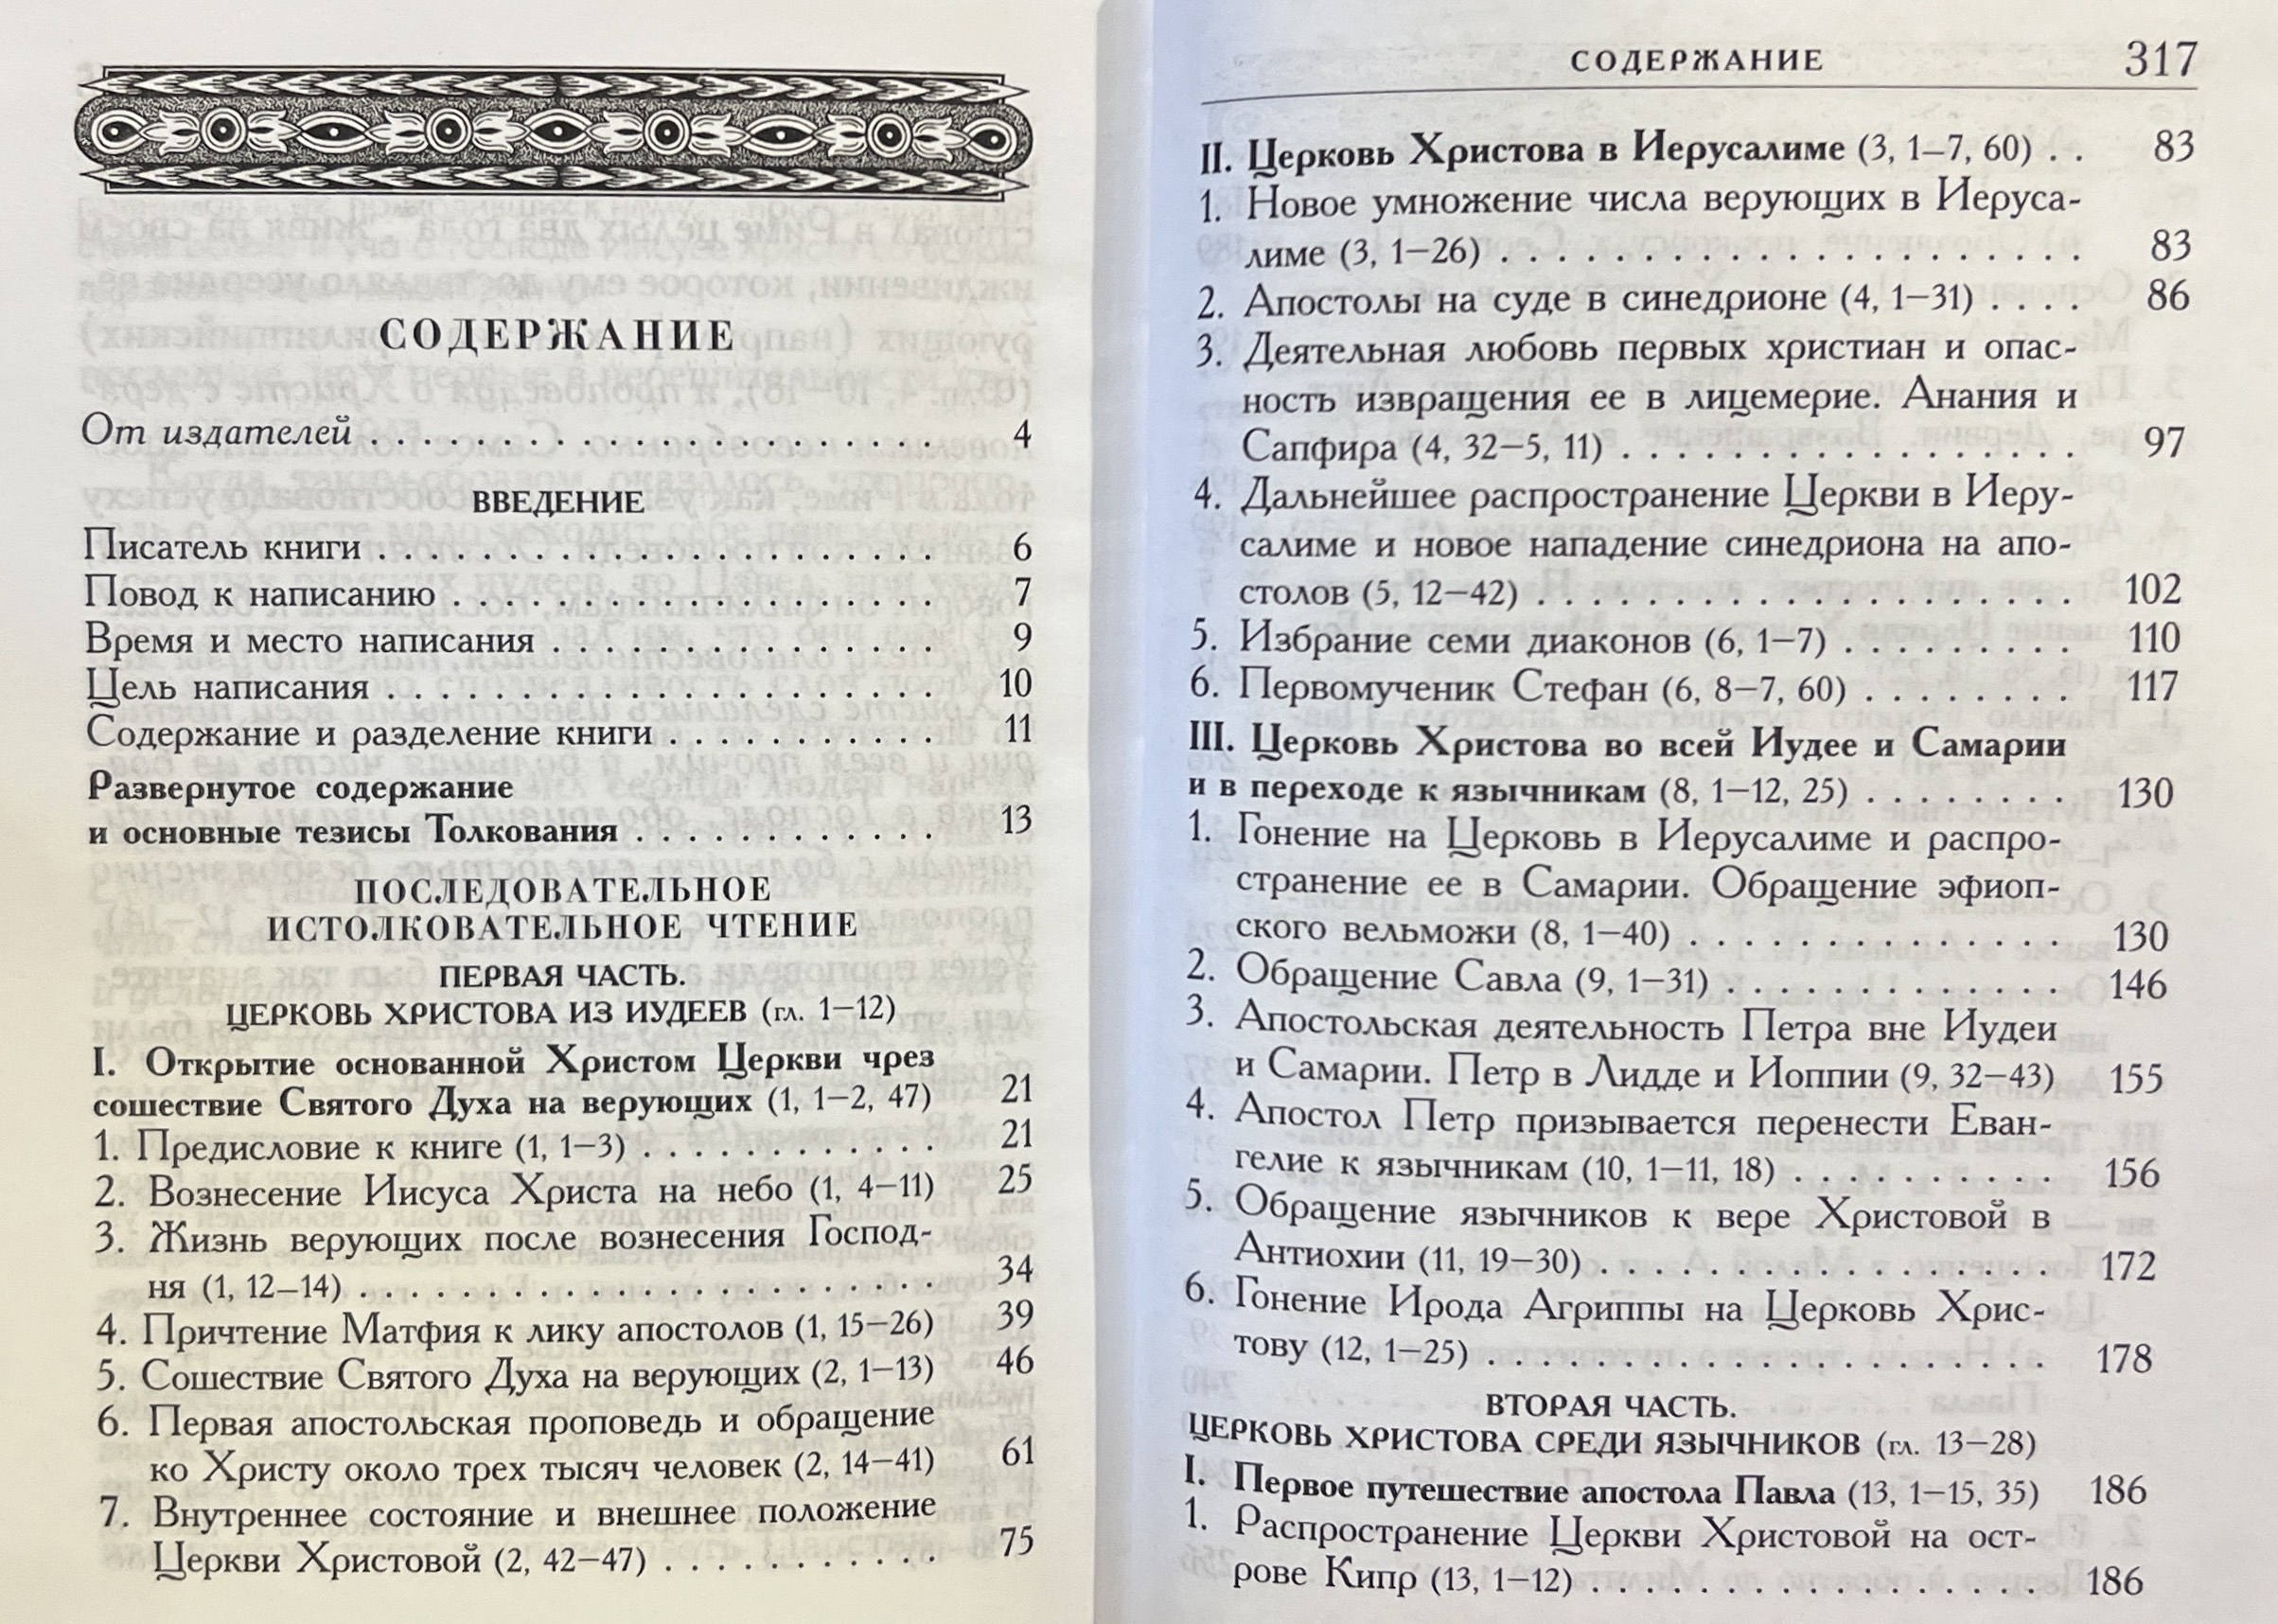 СОДЕРЖАНИЕ
От издателей . . . . . . . . . . . . . . . . . . . . . 4
ВВЕДЕНИЕ
Писатель книги . . . . . . . . . . . . . . . . . . . . 6
Повод к написанию . . . . . . . . . . . . . . . . . 7
Время и место написания . . . . . . . . . . . . . . 9
Цель написания . . . . . . . . . . . . . . . . . . . . 10
Содержание и разделение книги . . . . . . . . . . 11
Развернутое содержание
и основные тезисы Толкования . . . . . . . . . . . 13
ПОСЛЕДОВАТЕЛЬНОЕ
ИСТОЛКОВАТЕЛЬНОЕ ЧТЕНИЕ
ПЕРВАЯ ЧАСТЬ.
ЦЕРКОВЬ ХРИСТОВА ИЗ ИУДЕЕВ (гл. 1–12)
I. Открытие основанной Христом Церкви чрез
сошествие Святого Духа на верующих (1, 1–2, 47) 21
1. Предисловие к книге (1, 1–3) . . . . . . . . . . . 21
2. Вознесение Иисуса Христа на небо (1, 4–11) 25
3. Жизнь верующих после вознесения Господ-
ня (1, 12–14) . . . . . . . . . . . . . . . . . . . . . 34
4. Причтение Матфия к лику апостолов (1, 15–26) 39
5. Сошествие Святого Духа на верующих (2, 1–13) 46
6. Первая апостольская проповедь и обращение
ко Христу около трех тысяч человек (2, 14–41) 61
7. Внутреннее состояние и внешнее положение
Церкви Христовой (2, 42–47) . . . . . . . . . . . 75
СОДЕРЖАНИЕ 317
II. Церковь Христова в Иерусалиме (3, 1–7, 60) . . 83
1. Новое умножение числа верующих в Иеруса-
лиме (3, 1–26) . . . . . . . . . . . . . . . . . . . . . 83
2. Апостолы на суде в синедрионе (4, 1–31) . . . . 86
3. Деятельная любовь первых христиан и опас-
ность извращения ее в лицемерие. Анания и
Сапфира (4, 32–5, 11) . . . . . . . . . . . . . . . . . 97
4. Дальнейшее распространение Церкви в Иеру-
салиме и новое нападение синедриона на апо-
столов (5, 12–42) . . . . . . . . . . . . . . . . . . . 102
5. Избрание семи диаконов (6, 1–7) . . . . . . . . . 110
6. Первомученик Стефан (6, 8–7, 60) . . . . . . . . 117
III. Церковь Христова во всей Иудее и Самарии
и в переходе к язычникам (8, 1–12, 25) . . . . . . . . 130
1. Гонение на Церковь в Иерусалиме и распро-
странение ее в Самарии. Обращение эфиоп-
ского вельможи (8, 1–40) . . . . . . . . . . . . . . 130
2. Обращение Савла (9, 1–31) . . . . . . . . . . . . . 146
3. Апостольская деятельность Петра вне Иудеи
и Самарии. Петр в Лидде и Иоппии (9, 32–43) 155
4. Апостол Петр призывается перенести Еван-
гелие к язычникам (10, 1–11, 18) . . . . . . . . . . 156
5. Обращение язычников к вере Христовой в
Антиохии (11, 19–30) . . . . . . . . . . . . . . . . . 172
6. Гонение Ирода Агриппы на Церковь Хрис-
тову (12, 1–25) . . . . . . . . . . . . . . . . . . . . . 178
ВТОРАЯ ЧАСТЬ.
ЦЕРКОВЬ ХРИСТОВА СРЕДИ ЯЗЫЧНИКОВ (гл. 13–28)
I. Первое путешествие апостола Павла (13, 1–15, 35) 186
1. Распространение Церкви Христовой на ост-
рове Кипр (13, 1–12) . . . . . . . . . . . . . . . . . 186